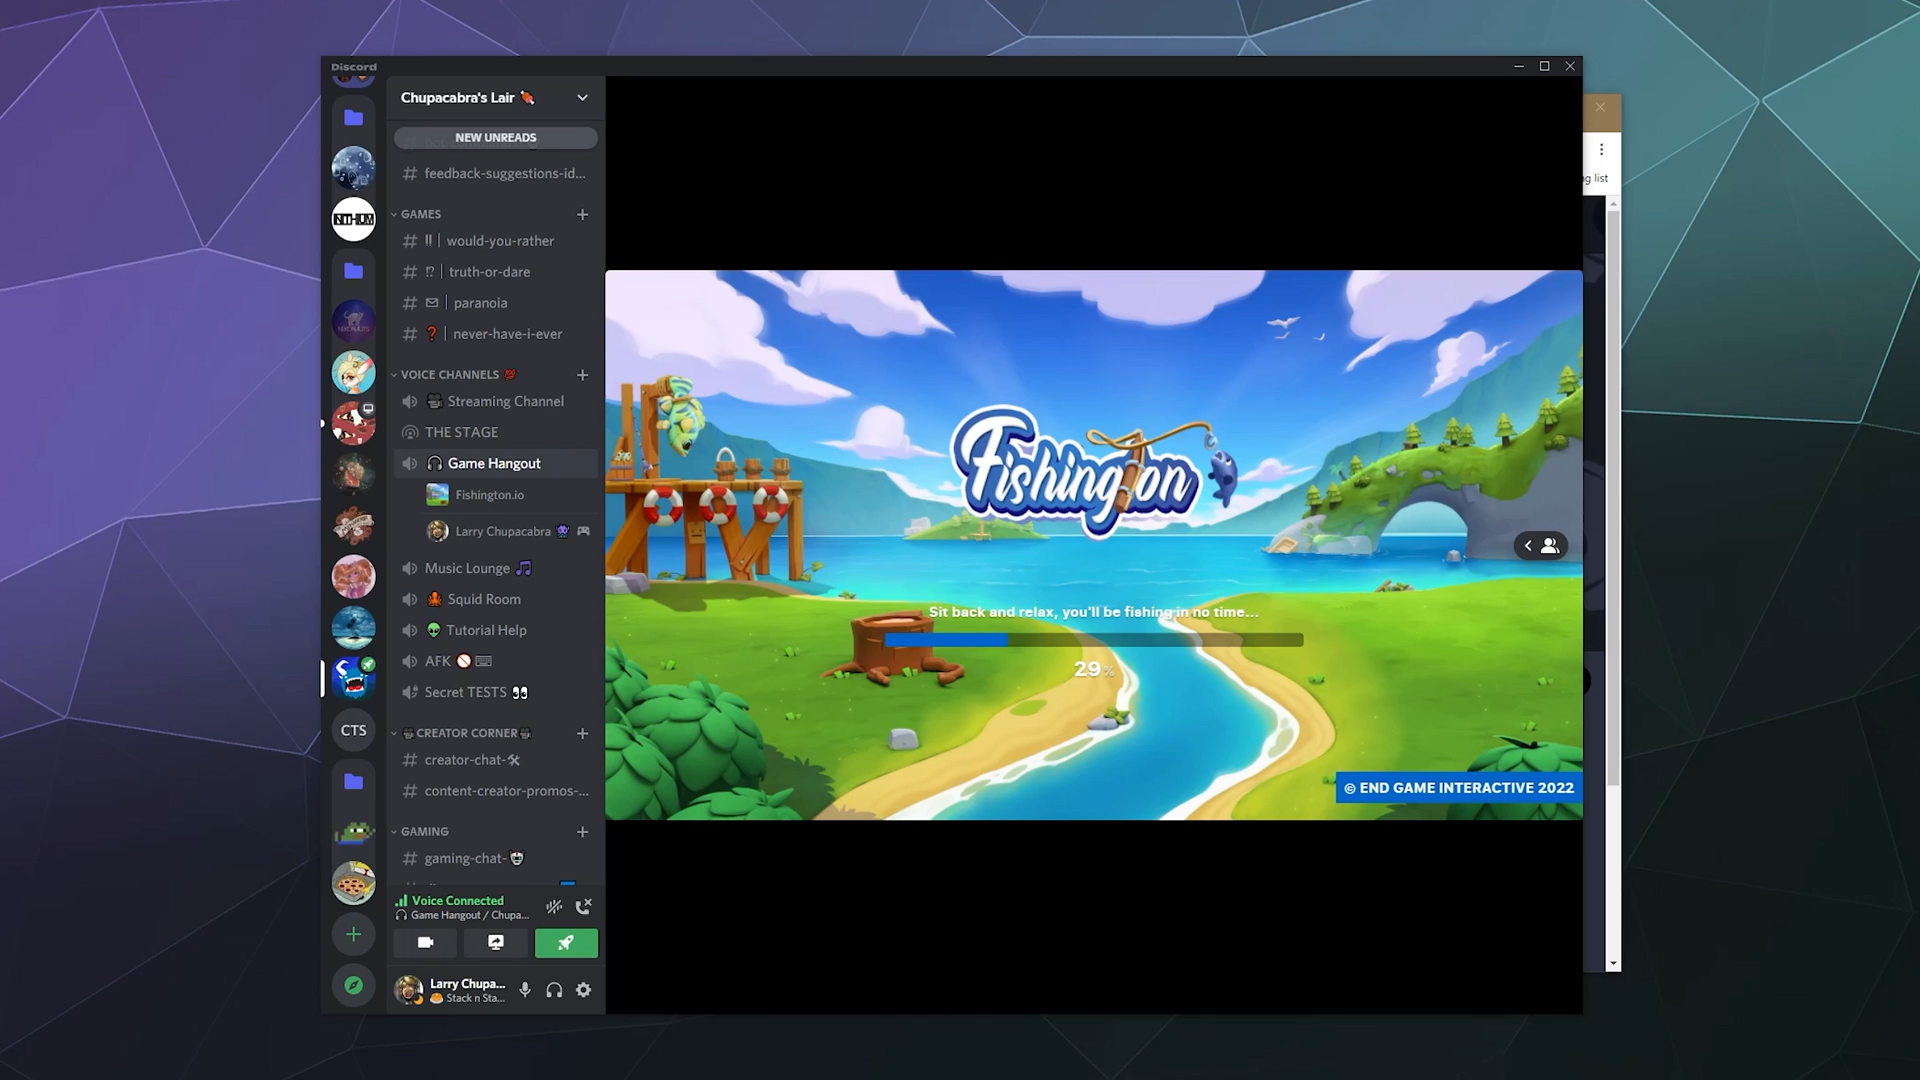 Discord
Chupacabra's Lair
NEW UNREADS
feedback-suggestions-id...
GAMES
‼ | would-you-rather
⁉ | truth-or-dare
paranoia
❓ | never-have-i-ever
VOICE CHANNELS 💯
Streaming Channel
THE STAGE
Game Hangout
Fishington.io
Larry Chupacabra
Music Lounge
Squid Room
Tutorial Help
AFK
Secret TESTS
CTS
CREATOR CORNER
creator-chat-
content-creator-promos-...
GAMING
gaming-chat-
Voice Connected
Game Hangout / Chupa...
Larry Chupa...
Stack n Sta...
Fishington
Sit back and relax, you'll be fishing in no time...
29%
© END GAME INTERACTIVE 2022
g list